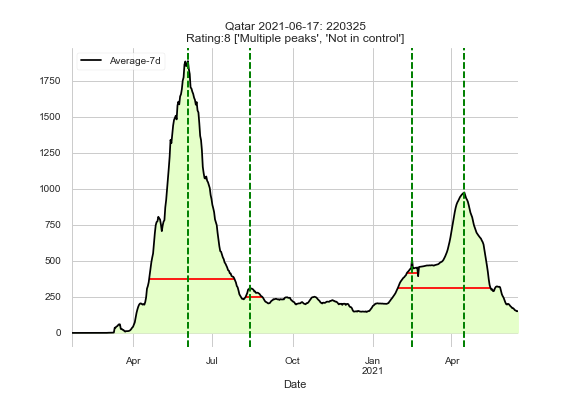 Qatar 2021-06-17: 220325
Rating:8 ['Multiple peaks', 'Not in control']
Average-7d
1750
1500
1250
1000
750
500
250
0
Apr
Jul
Oct
Jan
2021
Apr
Date